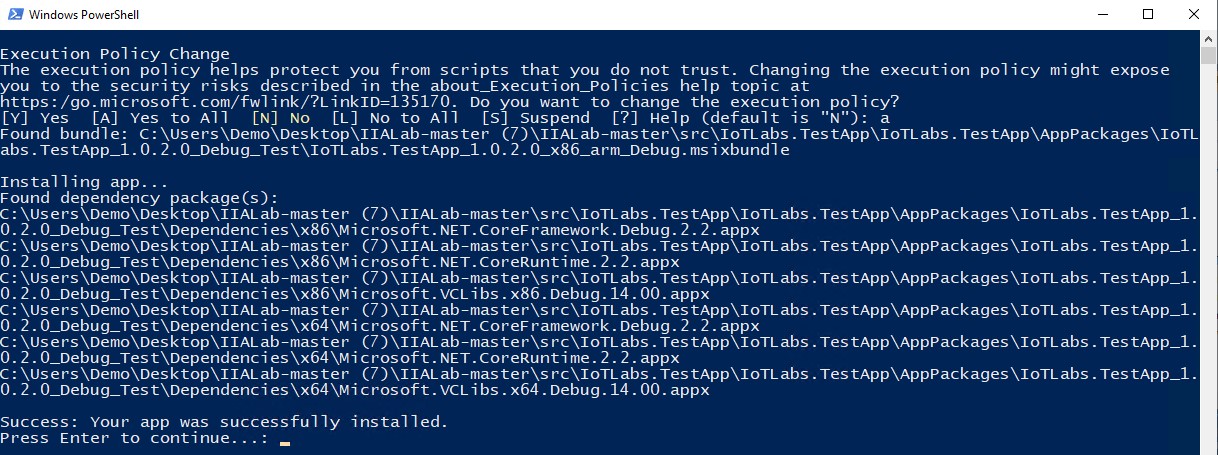 Windows PowerShell
Execution Policy Change
The execution policy helps protect you from scripts that you do not trust. Changing the execution policy might expose
you to the security risks described in the about_Execution_Policies help topic at
https:/go.microsoft.com/fwlink/?LinkID=135170. Do you want to change the execution policy?
[Y] Yes  [A] Yes to All  [N] No  [L] No to All  [S] Suspend  [?] Help (default is "N"): a
Found bundle: C:\Users\Demo\Desktop\IIALab-master (7)\IIALab-master\src\IoTLabs.TestApp\IoTLabs.TestApp\AppPackages\IoTL
abs.TestApp_1.0.2.0_Debug_Test\IoTLabs.TestApp_1.0.2.0_x86_arm_Debug.msixbundle
Installing app...
Found dependency package(s):
C:\Users\Demo\Desktop\IIALab-master (7)\IIALab-master\src\IoTLabs.TestApp\IoTLabs.TestApp\AppPackages\IoTLabs.TestApp_1.
0.2.0_Debug_Test\Dependencies\x86\Microsoft.NET.CoreFramework.Debug.2.2.appx
C:\Users\Demo\Desktop\IIALab-master (7)\IIALab-master\src\IoTLabs.TestApp\IoTLabs.TestApp\AppPackages\IoTLabs.TestApp_1.
0.2.0_Debug_Test\Dependencies\x86\Microsoft.NET.CoreRuntime.2.2.appx
C:\Users\Demo\Desktop\IIALab-master (7)\IIALab-master\src\IoTLabs.TestApp\IoTLabs.TestApp\AppPackages\IoTLabs.TestApp_1.
0.2.0_Debug_Test\Dependencies\x86\Microsoft.VCLibs.x86.Debug.14.00.appx
C:\Users\Demo\Desktop\IIALab-master (7)\IIALab-master\src\IoTLabs.TestApp\IoTLabs.TestApp\AppPackages\IoTLabs.TestApp_1.
0.2.0_Debug_Test\Dependencies\x64\Microsoft.NET.CoreFramework.Debug.2.2.appx
C:\Users\Demo\Desktop\IIALab-master (7)\IIALab-master\src\IoTLabs.TestApp\IoTLabs.TestApp\AppPackages\IoTLabs.TestApp_1.
0.2.0_Debug_Test\Dependencies\x64\Microsoft.NET.CoreRuntime.2.2.appx
C:\Users\Demo\Desktop\IIALab-master (7)\IIALab-master\src\IoTLabs.TestApp\IoTLabs.TestApp\AppPackages\IoTLabs.TestApp_1.
0.2.0_Debug_Test\Dependencies\x64\Microsoft.VCLibs.x64.Debug.14.00.appx
Success: Your app was successfully installed.
Press Enter to continue...: